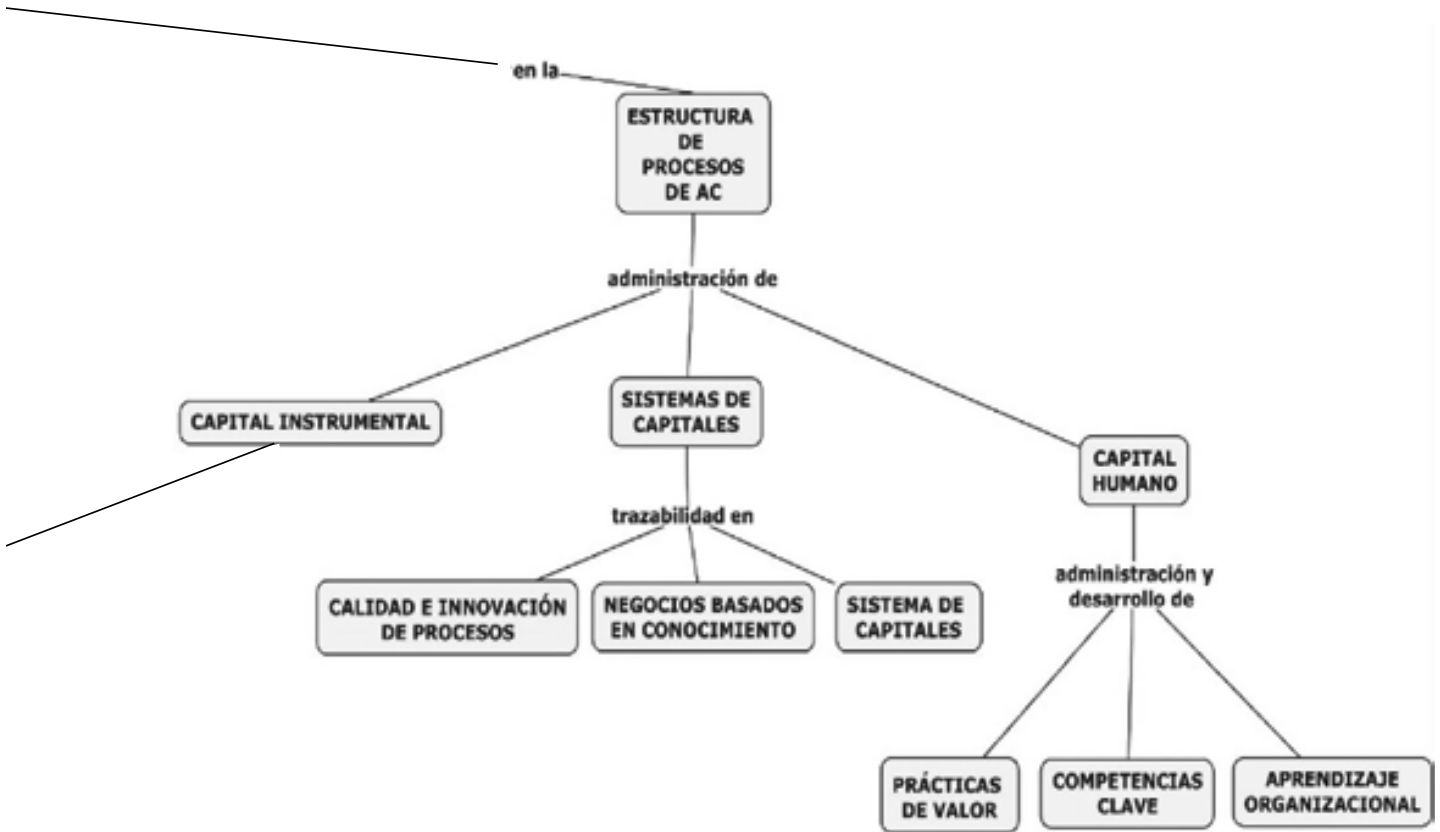 en la
ESTRUCTURA
DE
PROCESOS
DE AC
administración de
CAPITAL INSTRUMENTAL
SISTEMAS DE
CAPITALES
CAPITAL
HUMANO
trazabilidad en
CALIDAD E INNOVACIÓN
DE PROCESOS
NEGOCIOS BASADOS
EN CONOCIMIENTO
SISTEMA DE
CAPITALES
administración y
desarrollo de
PRÁCTICAS
DE VALOR
COMPETENCIAS
CLAVE
APRENDIZAJE
ORGANIZACIONAL